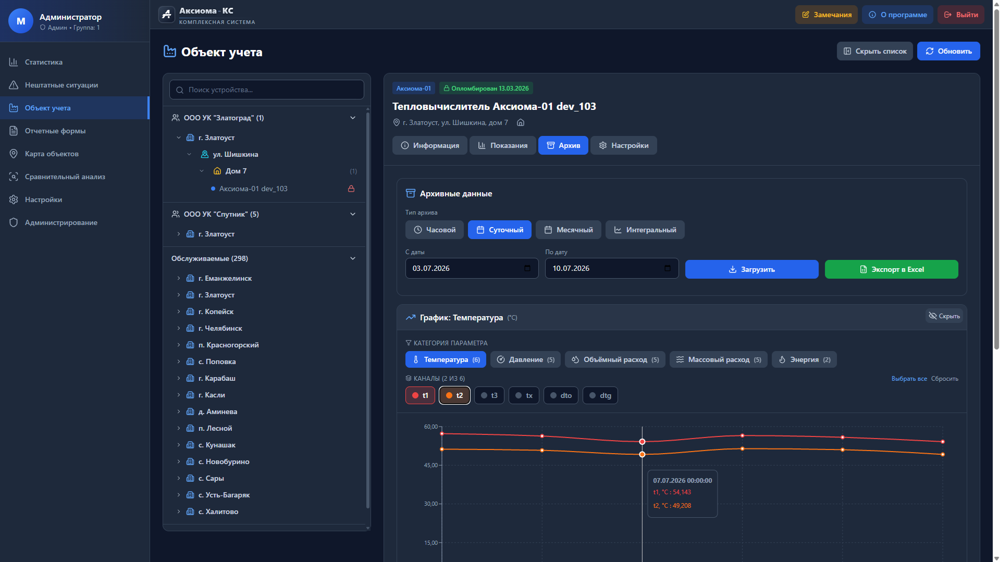 М
Администратор
Админ • Группа: 1
Статистика
Нештатные ситуации
Объект учета
Отчетные формы
Карта объектов
Сравнительный анализ
Настройки
Администрирование
Аксиома-КС
КОМПЛЕКСНАЯ СИСТЕМА
Замечания
О программе
Выйти
Объект учета
Скрыть список
Обновить
Поиск устройства...
ООО УК "Златоград" (1)
г. Златоуст
ул. Шишкина
Дом 7 (1)
Аксиома-01 dev_103
ООО УК "Спутник" (5)
г. Златоуст
Обслуживаемые (298)
г. Еманжелинск
г. Златоуст
г. Копейск
г. Челябинск
п. Красногорский
с. Поповка
г. Карабаш
г. Касли
д. Аминева
п. Лесной
с. Кунашак
с. Новобурино
с. Сары
с. Усть-Багаряк
с. Халитово
Аксиома-01
Опломбирован 13.03.2026
Тепловычислитель Аксиома-01 dev_103
г. Златоуст, ул. Шишкина, дом 7
Информация
Показания
Архив
Настройки
Архивные данные
Тип архива
Часовой
Суточный
Месячный
Интегральный
С даты
03.07.2026
По дату
10.07.2026
Загрузить
Экспорт в Excel
График: Температура (°C)
Скрыть
КАТЕГОРИЯ ПАРАМЕТРА
Температура (6)
Давление (5)
Объёмный расход (5)
Массовый расход (5)
Энергия (2)
КАНАЛЫ (2 ИЗ 6)
Выбрать все
Сбросить
t1
t2
t3
tx
dto
dtg
60,00
45,00
30,00
15,00
07.07.2026 00:00:00
t1, °C : 54,143
t2, °C : 49,208